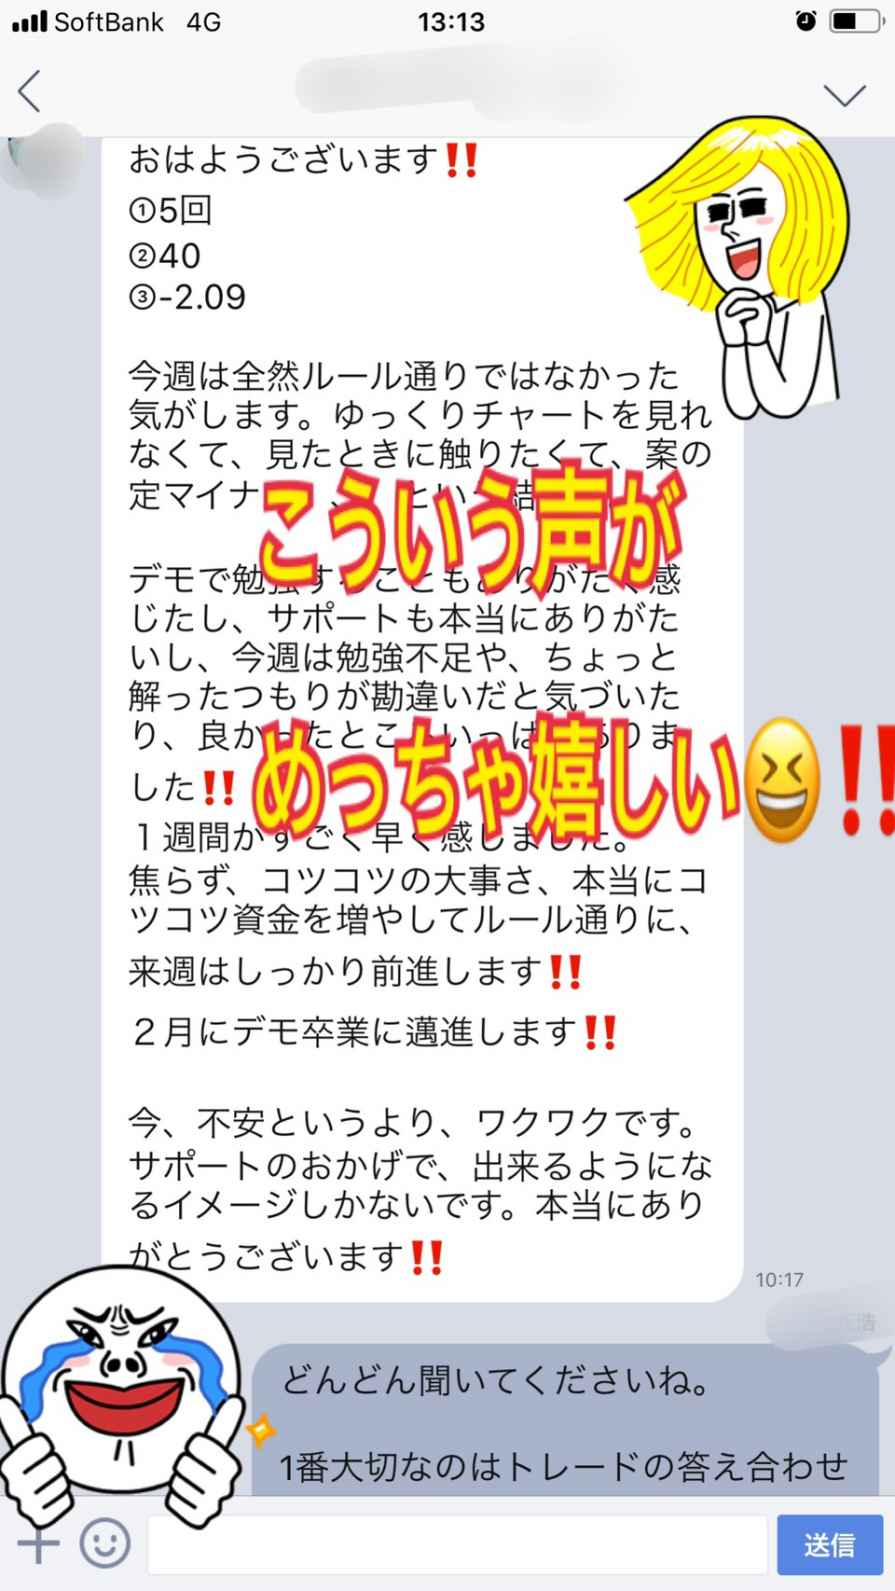 SoftBank 4G 13:13
おはようございます‼️
①5回
②40
③-2.09
今週は全然ルール通りではなかった
気がします。ゆっくりチャートを見れ
なくて、見たときに触りたくて、案の
定マイナ
こういう声が
デモで勉強することもありがたく感
じたし、サポートも本当にありがた
いし、今週は勉強不足や、ちょっと
解ったつもりが勘違いだと気づいた
り、良かったところいっぱいありま
した‼️
めっちゃ嬉しい😆‼️
１週間がすごく早く感じました。
焦らず、コツコツの大事さ、本当にコ
ツコツ資金を増やしてルール通りに、
来週はしっかり前進します‼️
２月にデモ卒業に邁進します‼️
今、不安というより、ワクワクです。
サポートのおかげで、出来るようにな
るイメージしかないです。本当にあり
がとうございます‼️
10:17
どんどん聞いてくださいね。
1番大切なのはトレードの答え合わせ
送信